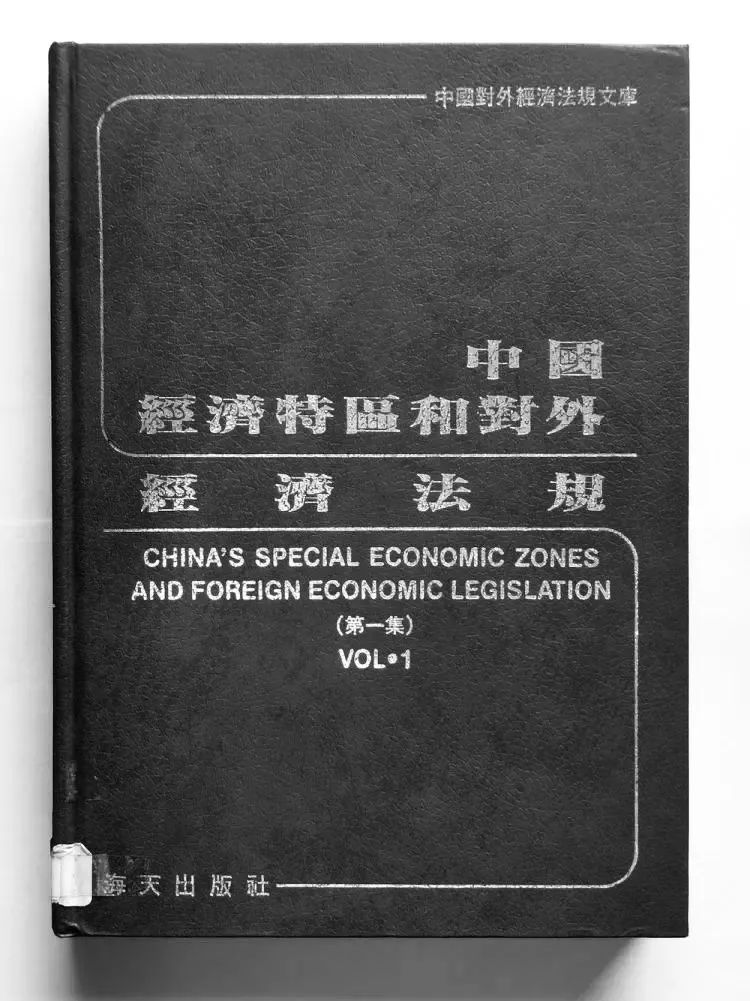 中國對外經濟法規文庫
中國
經濟特區和對外
經濟法規
CHINA'S SPECIAL ECONOMIC ZONES
AND FOREIGN ECONOMIC LEGISLATION
(第一集)
VOL•1
海天出版社